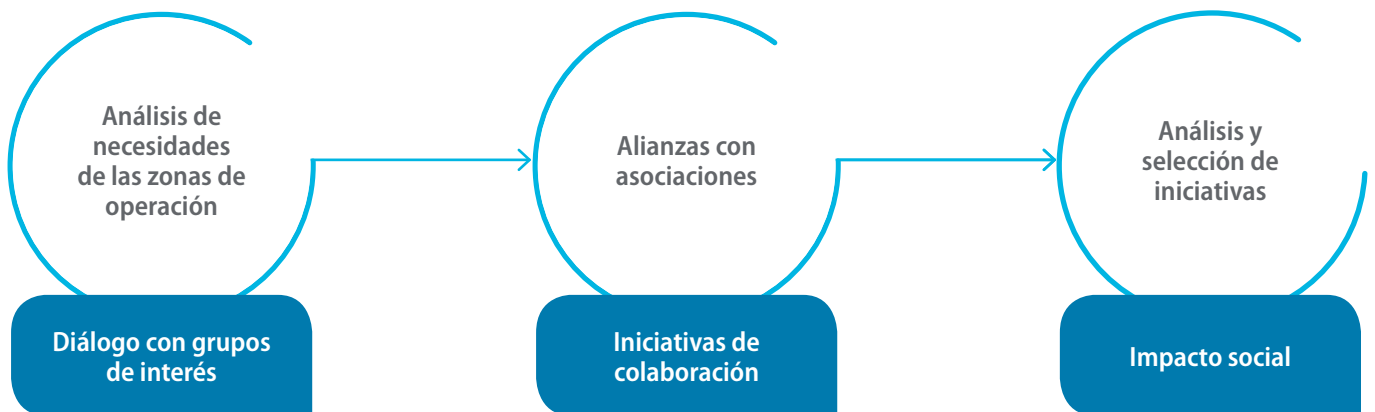 Análisis de
necesidades
de las zonas de
operación
Diálogo con grupos
de interés
Alianzas con
asociaciones
Iniciativas de
colaboración
Análisis y
selección de
iniciativas
Impacto social